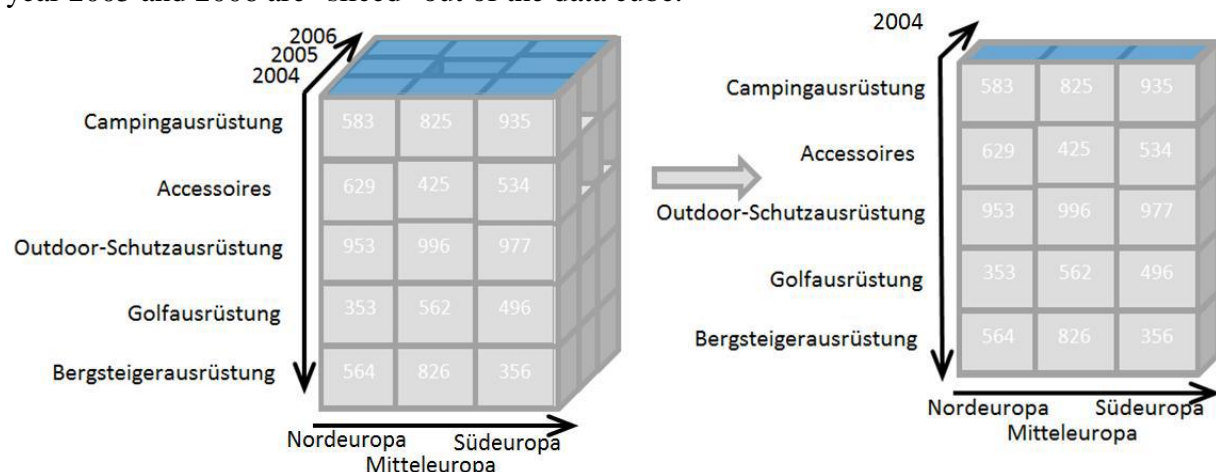 year 2005 and 2006 are "sliced" out of the data cube.
2006
2005
2004
Campingausrüstung 583 825 935
Accessoires 629 425 534
Outdoor-Schutzausrüstung 953 996 977
Golfausrüstung 353 562 496
Bergsteigerausrüstung 564 826 356
Nordeuropa Südeuropa
Mitteleuropa
2004
Campingausrüstung 583 825 935
Accessoires 629 425 534
Outdoor-Schutzausrüstung 953 996 977
Golfausrüstung 353 562 496
Bergsteigerausrüstung 564 826 356
Nordeuropa Südeuropa
Mitteleuropa